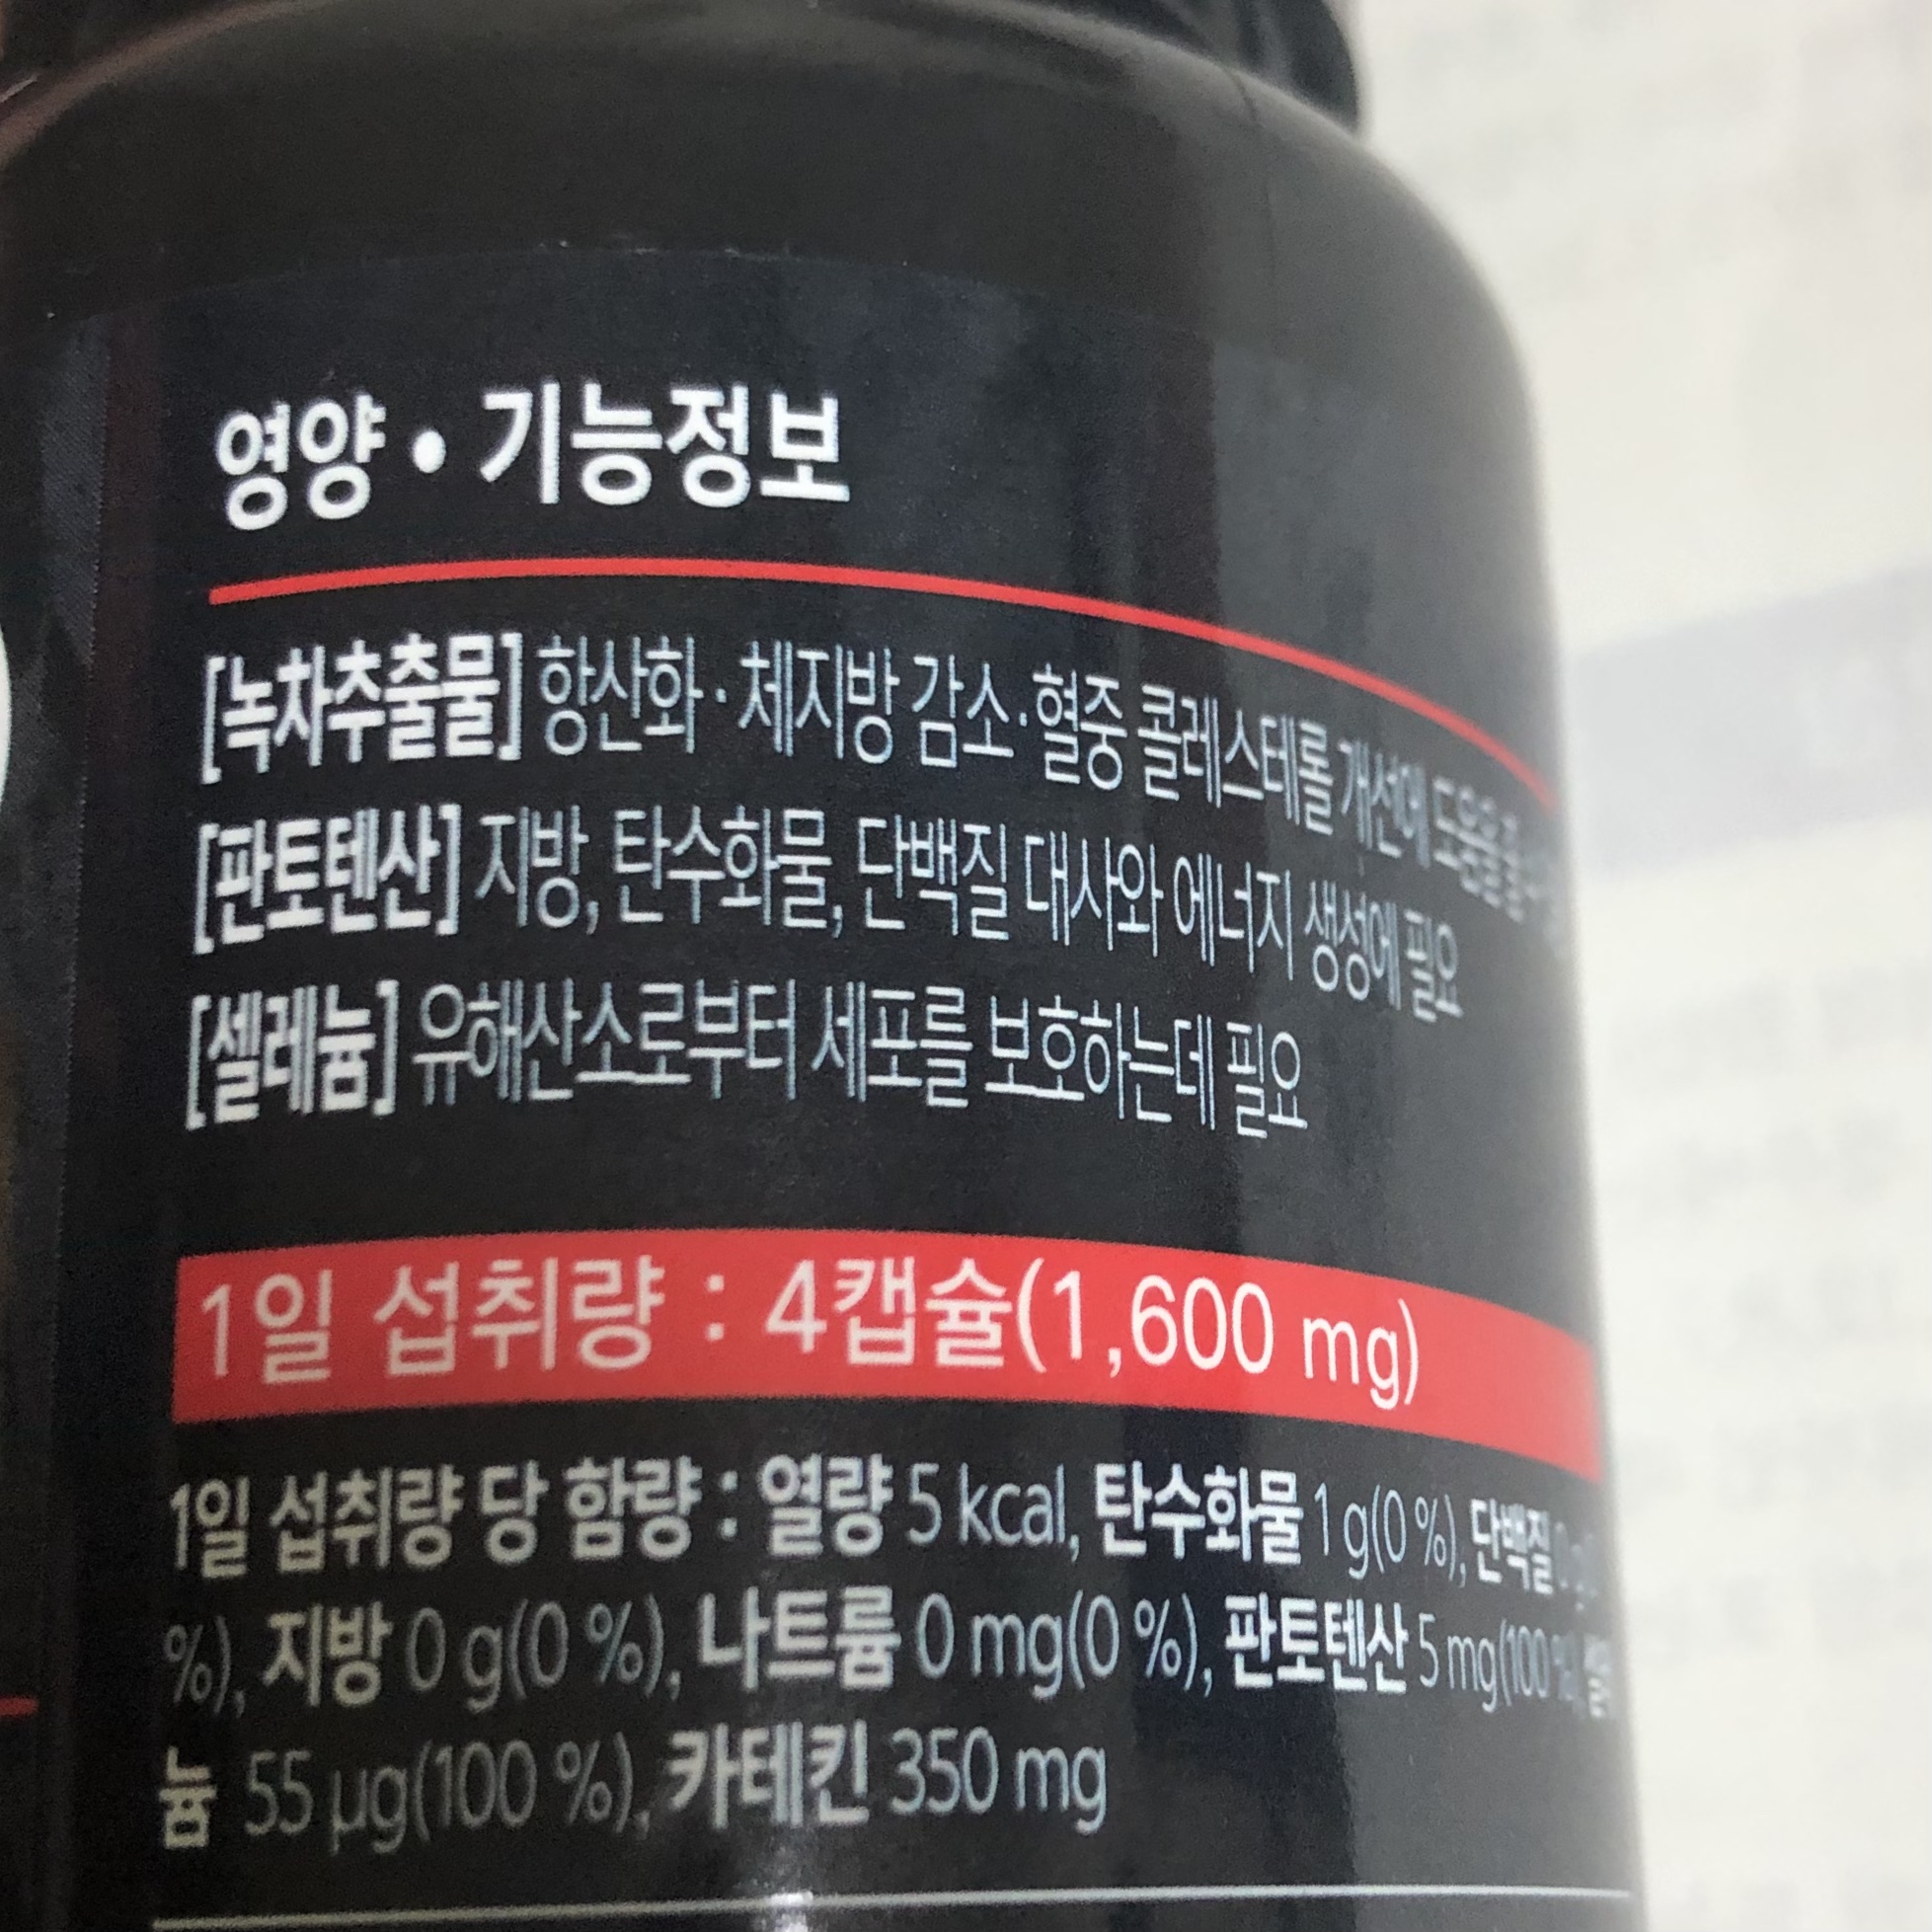 영양 • 기능정보
[녹차추출물] 항산화 · 체지방 감소 · 혈중 콜레스테롤 개선에 도움을 줄
[판토텐산] 지방, 탄수화물, 단백질 대사와 에너지 생성에 필요
[셀레늄] 유해산소로부터 세포를 보호하는데 필요
1일 섭취량 : 4캡슐(1,600 mg)
1일 섭취량 당 함량 : 열량 5 kcal, 탄수화물 1 g(0 %), 단백질
%), 지방 0 g(0 %), 나트륨 0 mg(0 %), 판토텐산 5 mg(100 %),
늄 55 µg(100 %), 카테킨 350 mg